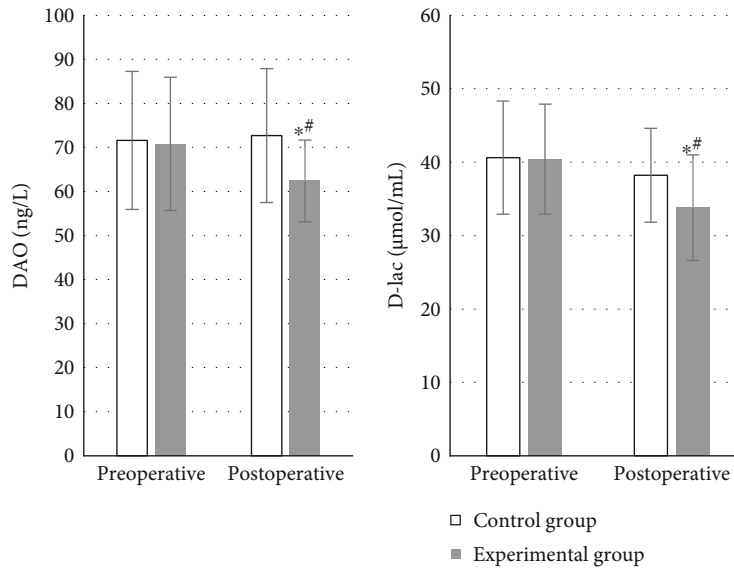 DAO (ng/L)
100
90
80
70
60
50
40
30
20
10
0
*#
Preoperative
Postoperative
D-lac (μmol/mL)
60
50
40
30
20
10
0
*#
Preoperative
Postoperative
Control group
Experimental group